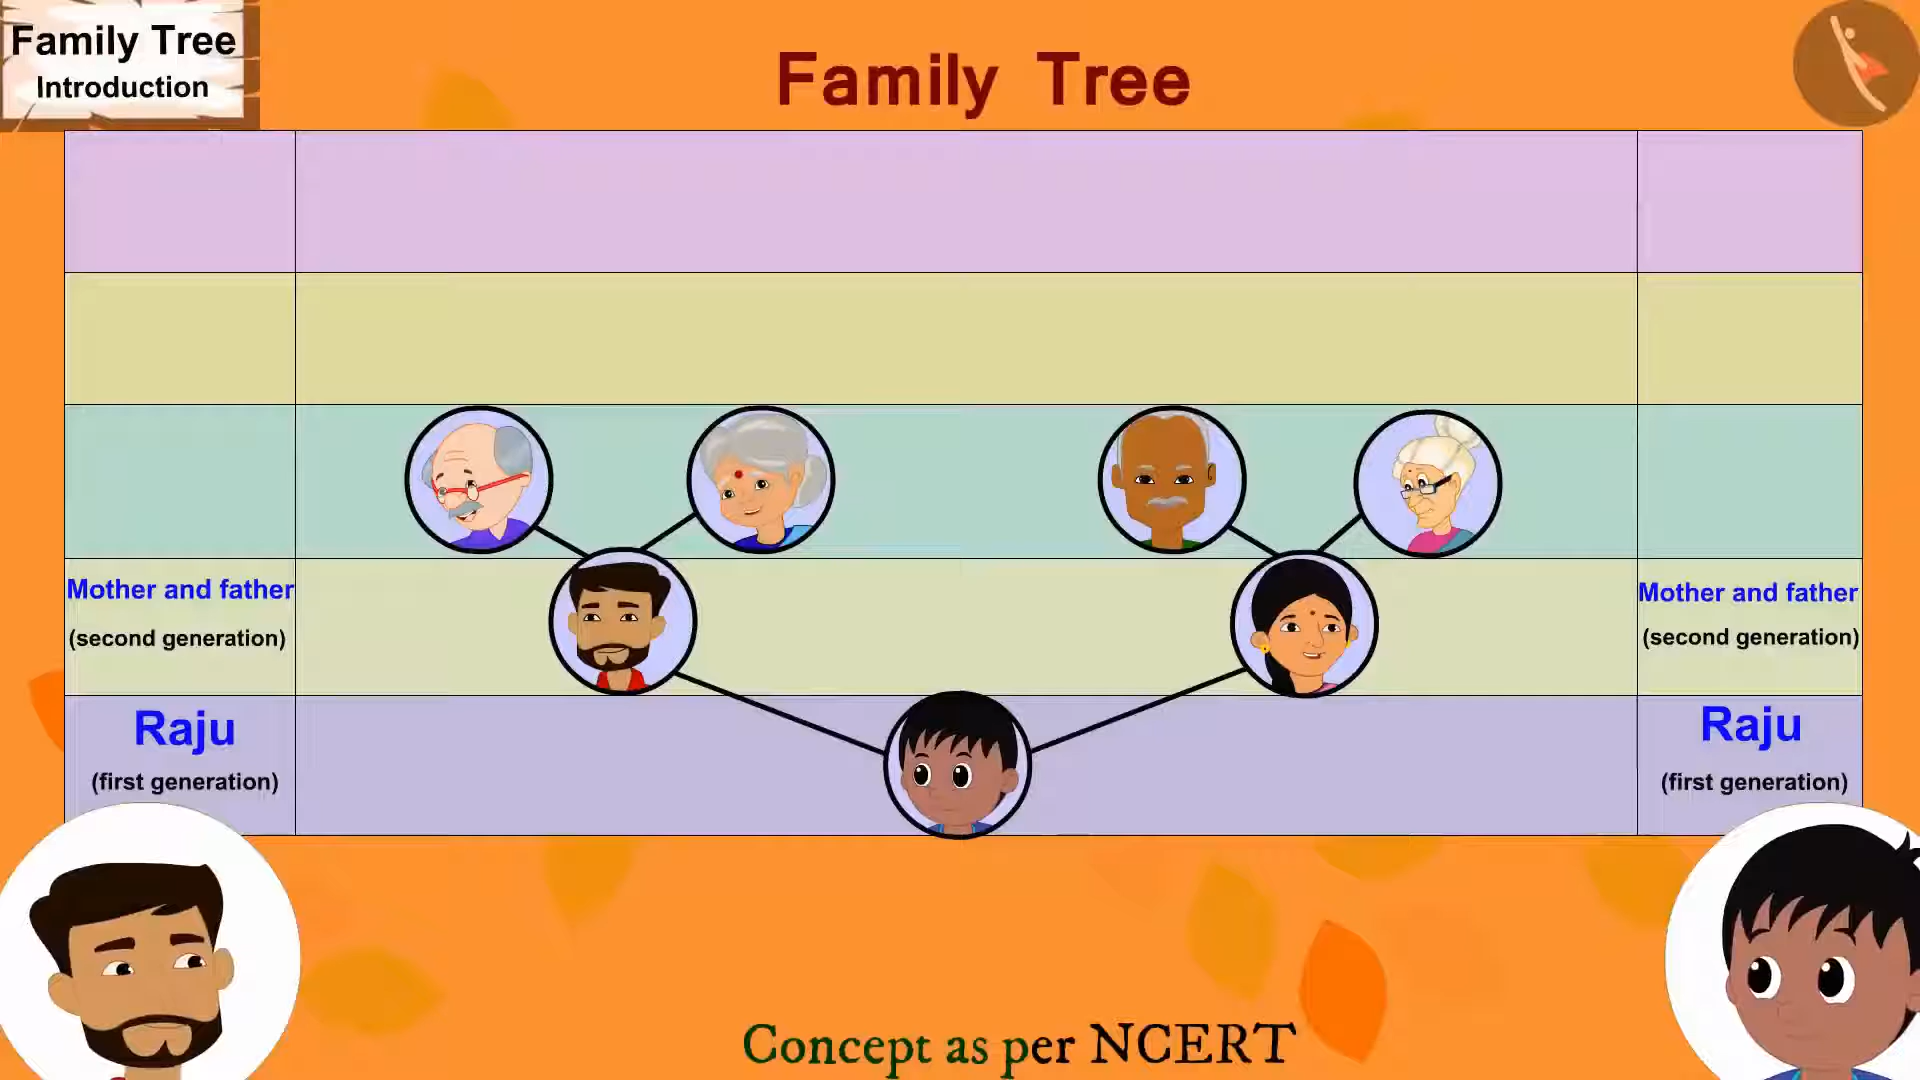 Family Tree
Introduction
Family Tree
Mother and father
(second generation)
Mother and father
(second generation)
Raju
(first generation)
Raju
(first generation)
Concept as per NCERT